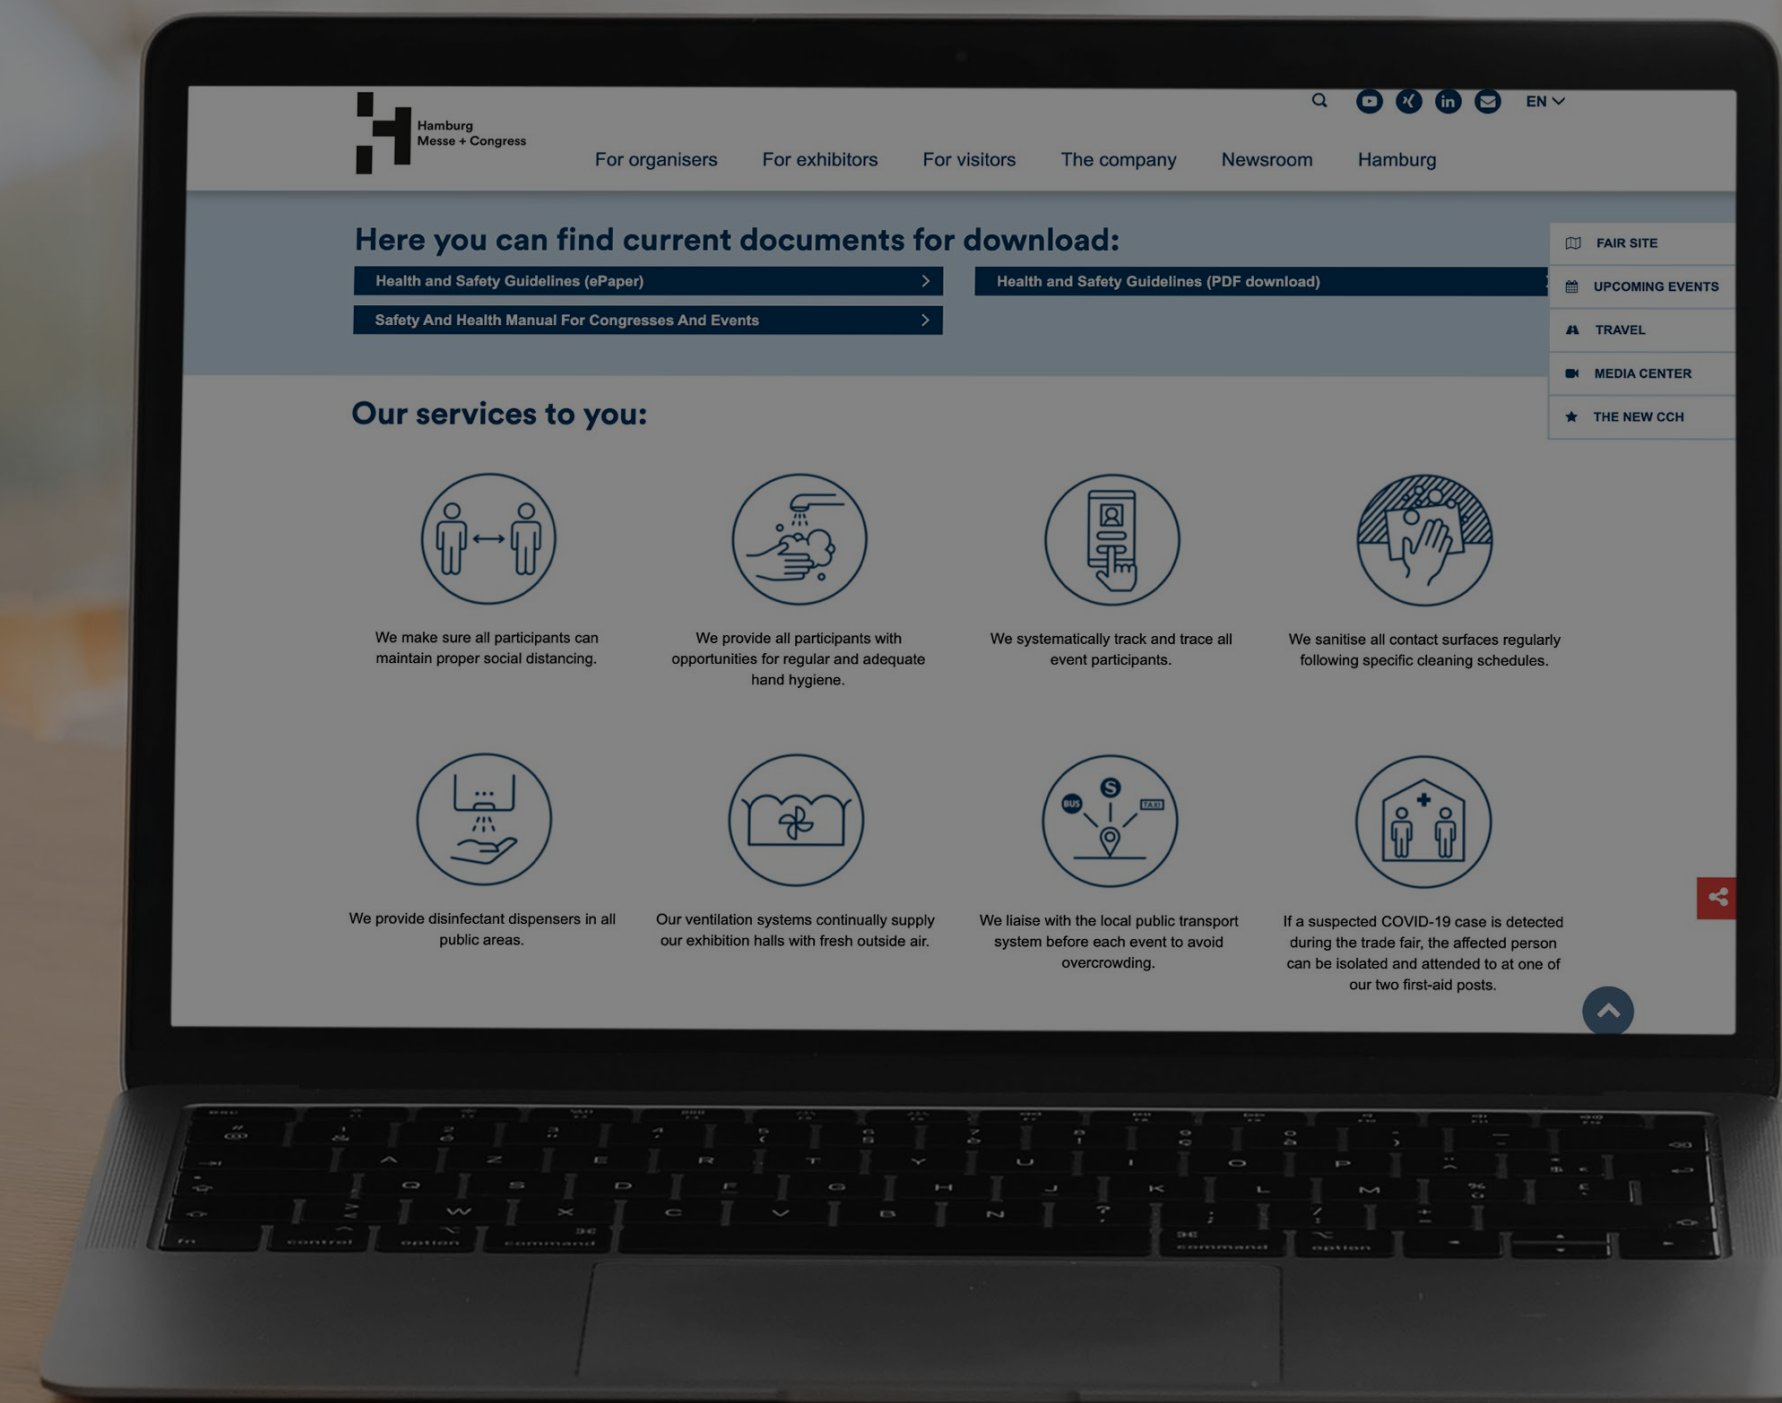 Hamburg
Messe + Congress
EN
For organisers
For exhibitors
For visitors
The company
Newsroom
Hamburg
Here you can find current documents for download:
Health and Safety Guidelines (ePaper)
Health and Safety Guidelines (PDF download)
Safety And Health Manual For Congresses And Events
FAIR SITE
UPCOMING EVENTS
TRAVEL
MEDIA CENTER
THE NEW CCH
Our services to you:
We make sure all participants can
maintain proper social distancing.
We provide all participants with
opportunities for regular and adequate
hand hygiene.
We systematically track and trace all
event participants.
We sanitise all contact surfaces regularly
following specific cleaning schedules.
BUS
S
TAXI
We provide disinfectant dispensers in all
public areas.
Our ventilation systems continually supply
our exhibition halls with fresh outside air.
We liaise with the local public transport
system before each event to avoid
overcrowding.
If a suspected COVID-19 case is detected
during the trade fair, the affected person
can be isolated and attended to at one of
our two first-aid posts.
A Z E R T Y U I O P
Q S D F G H J K L M
W X C V B N
fn control option command command option